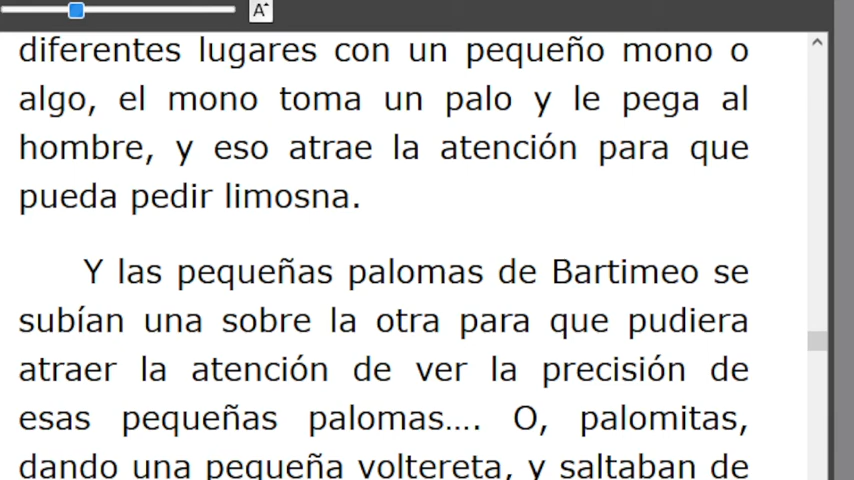 A
diferentes lugares con un pequeño mono o
algo, el mono toma un palo y le pega al
hombre, y eso atrae la atención para que
pueda pedir limosna.
Y las pequeñas palomas de Bartimeo se
subían una sobre la otra para que pudiera
atraer la atención de ver la precisión de
esas pequeñas palomas…. O, palomitas,
dando una pequeña voltereta, y saltaban de